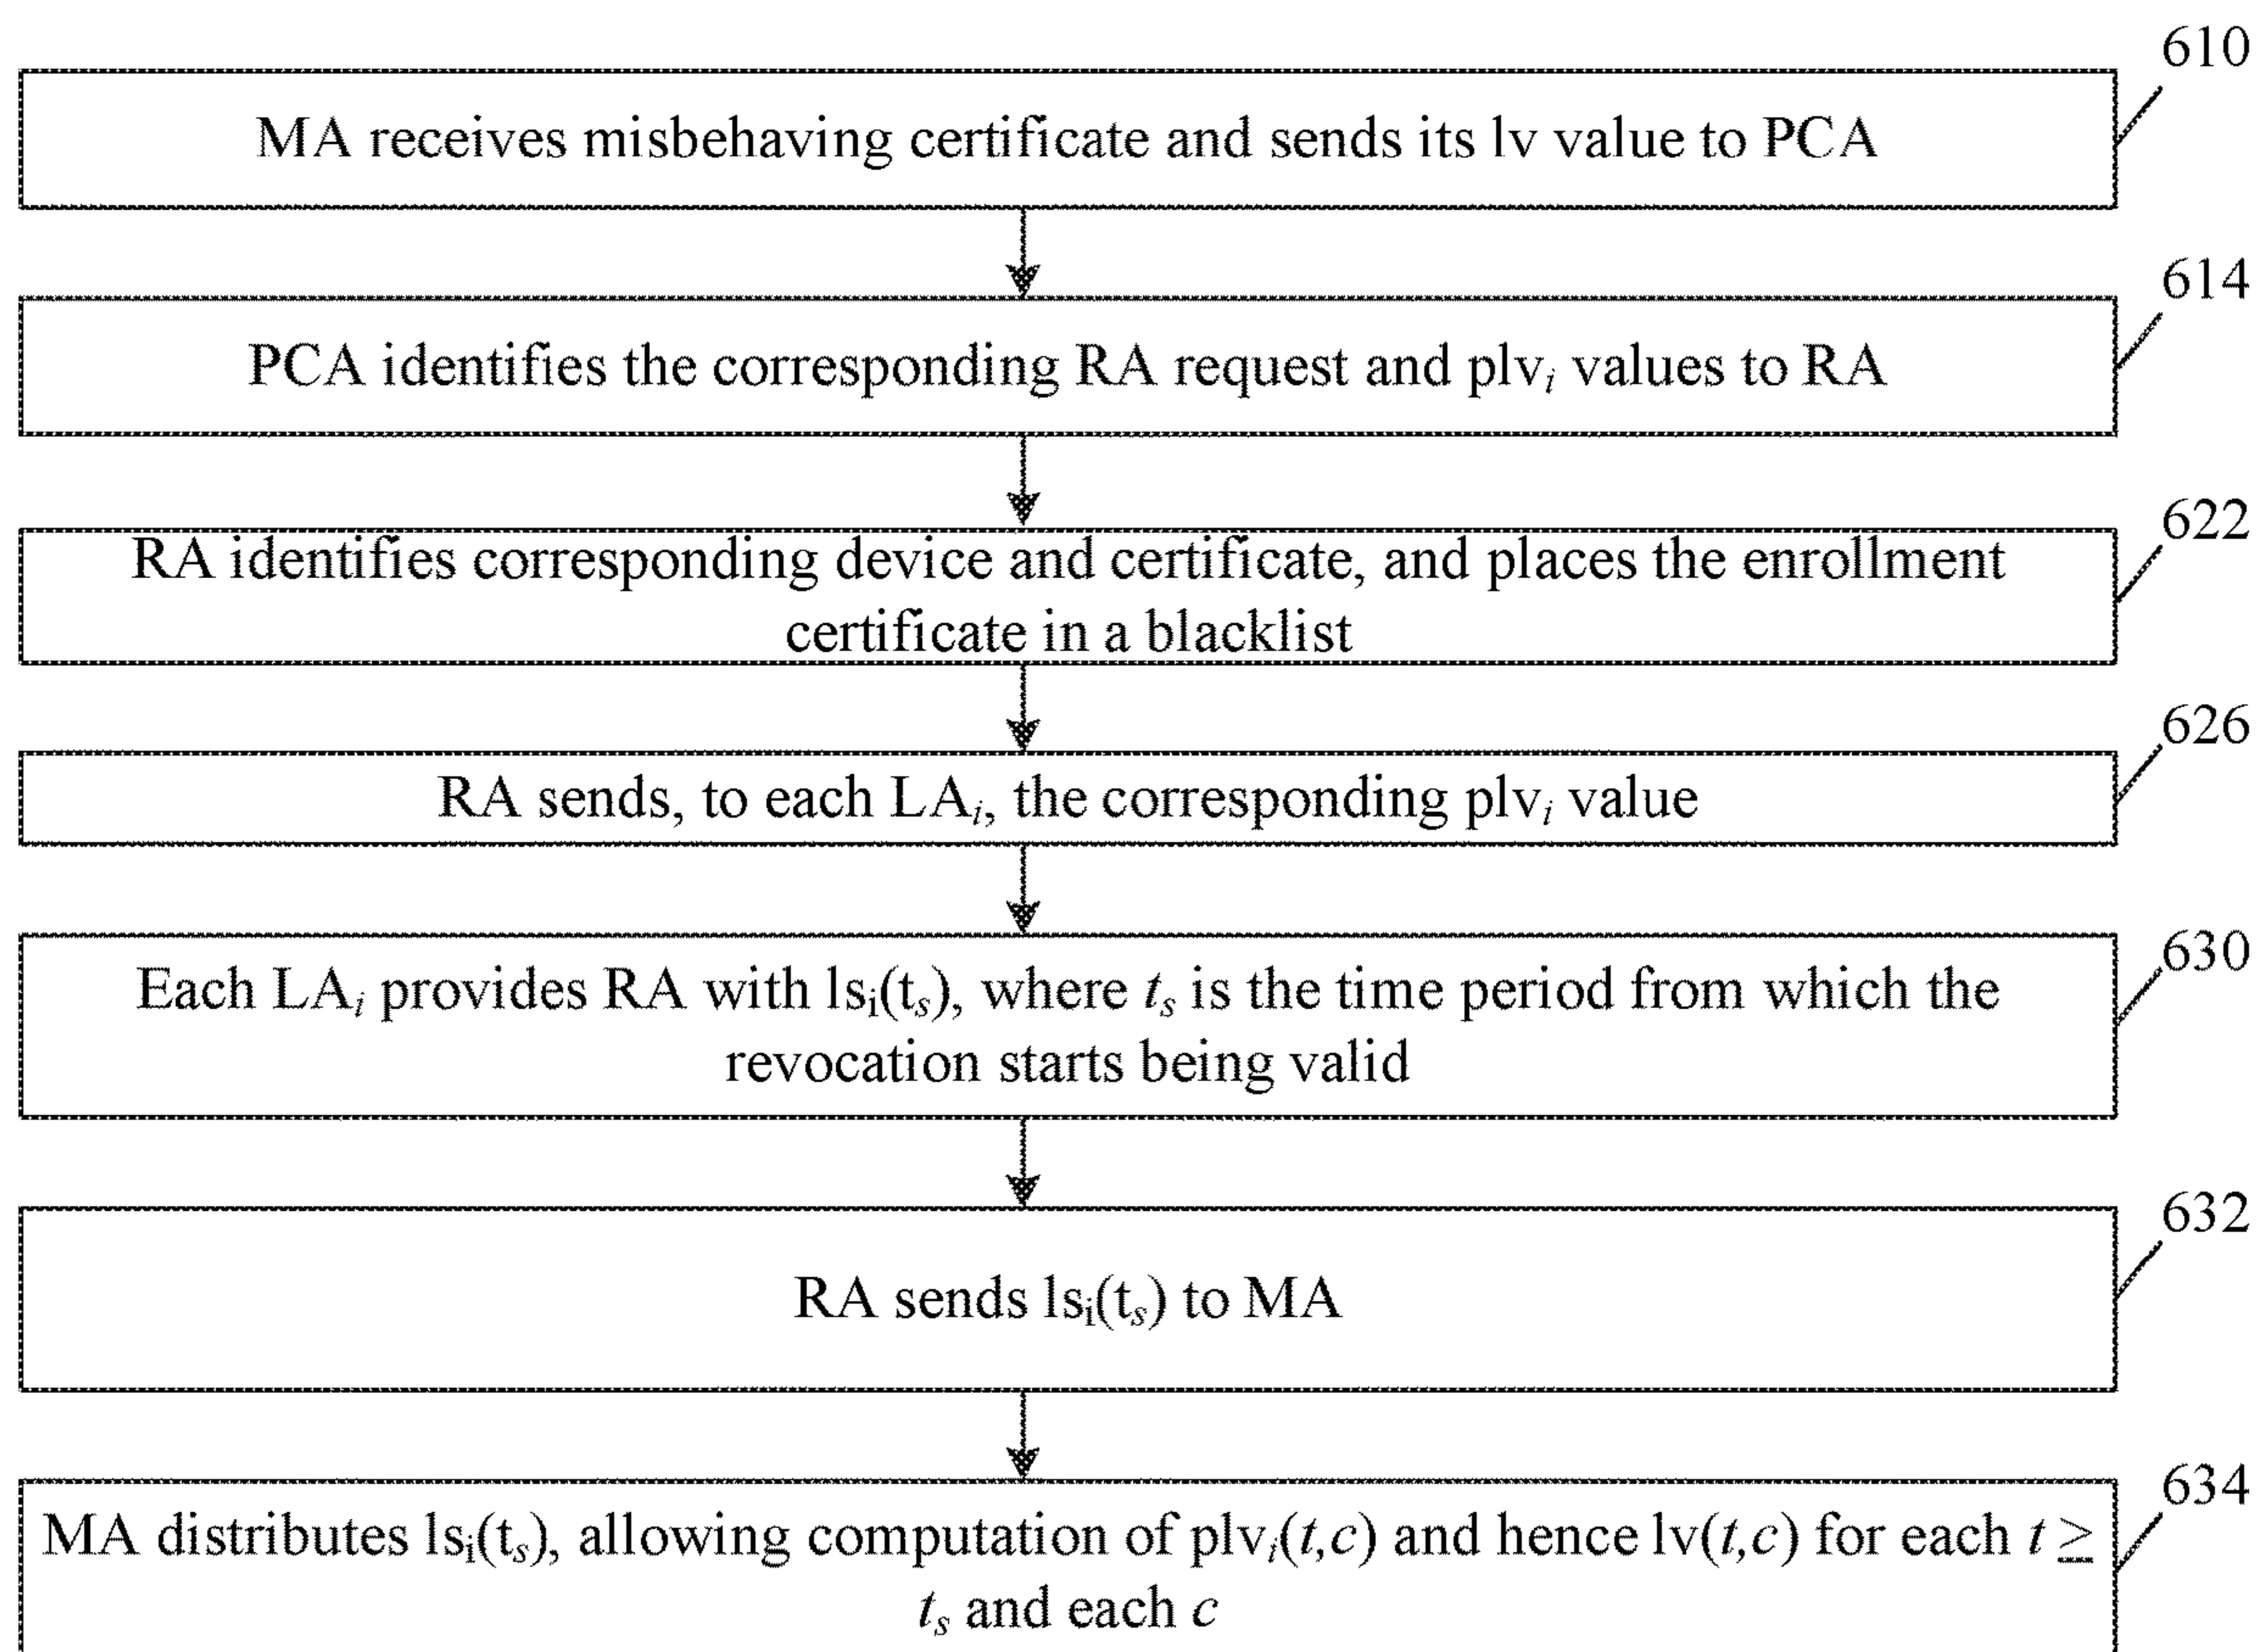 610
MA receives misbehaving certificate and sends its lv value to PCA
614
PCA identifies the corresponding RA request and plvᵢ values to RA
622
RA identifies corresponding device and certificate, and places the enrollment
certificate in a blacklist
626
RA sends, to each LAᵢ, the corresponding plvᵢ value
630
Each LAᵢ provides RA with lsᵢ(tₛ), where tₛ is the time period from which the
revocation starts being valid
632
RA sends lsᵢ(tₛ) to MA
634
MA distributes lsᵢ(tₛ), allowing computation of plvᵢ(t,c) and hence lv(t,c) for each t ≥
tₛ and each c